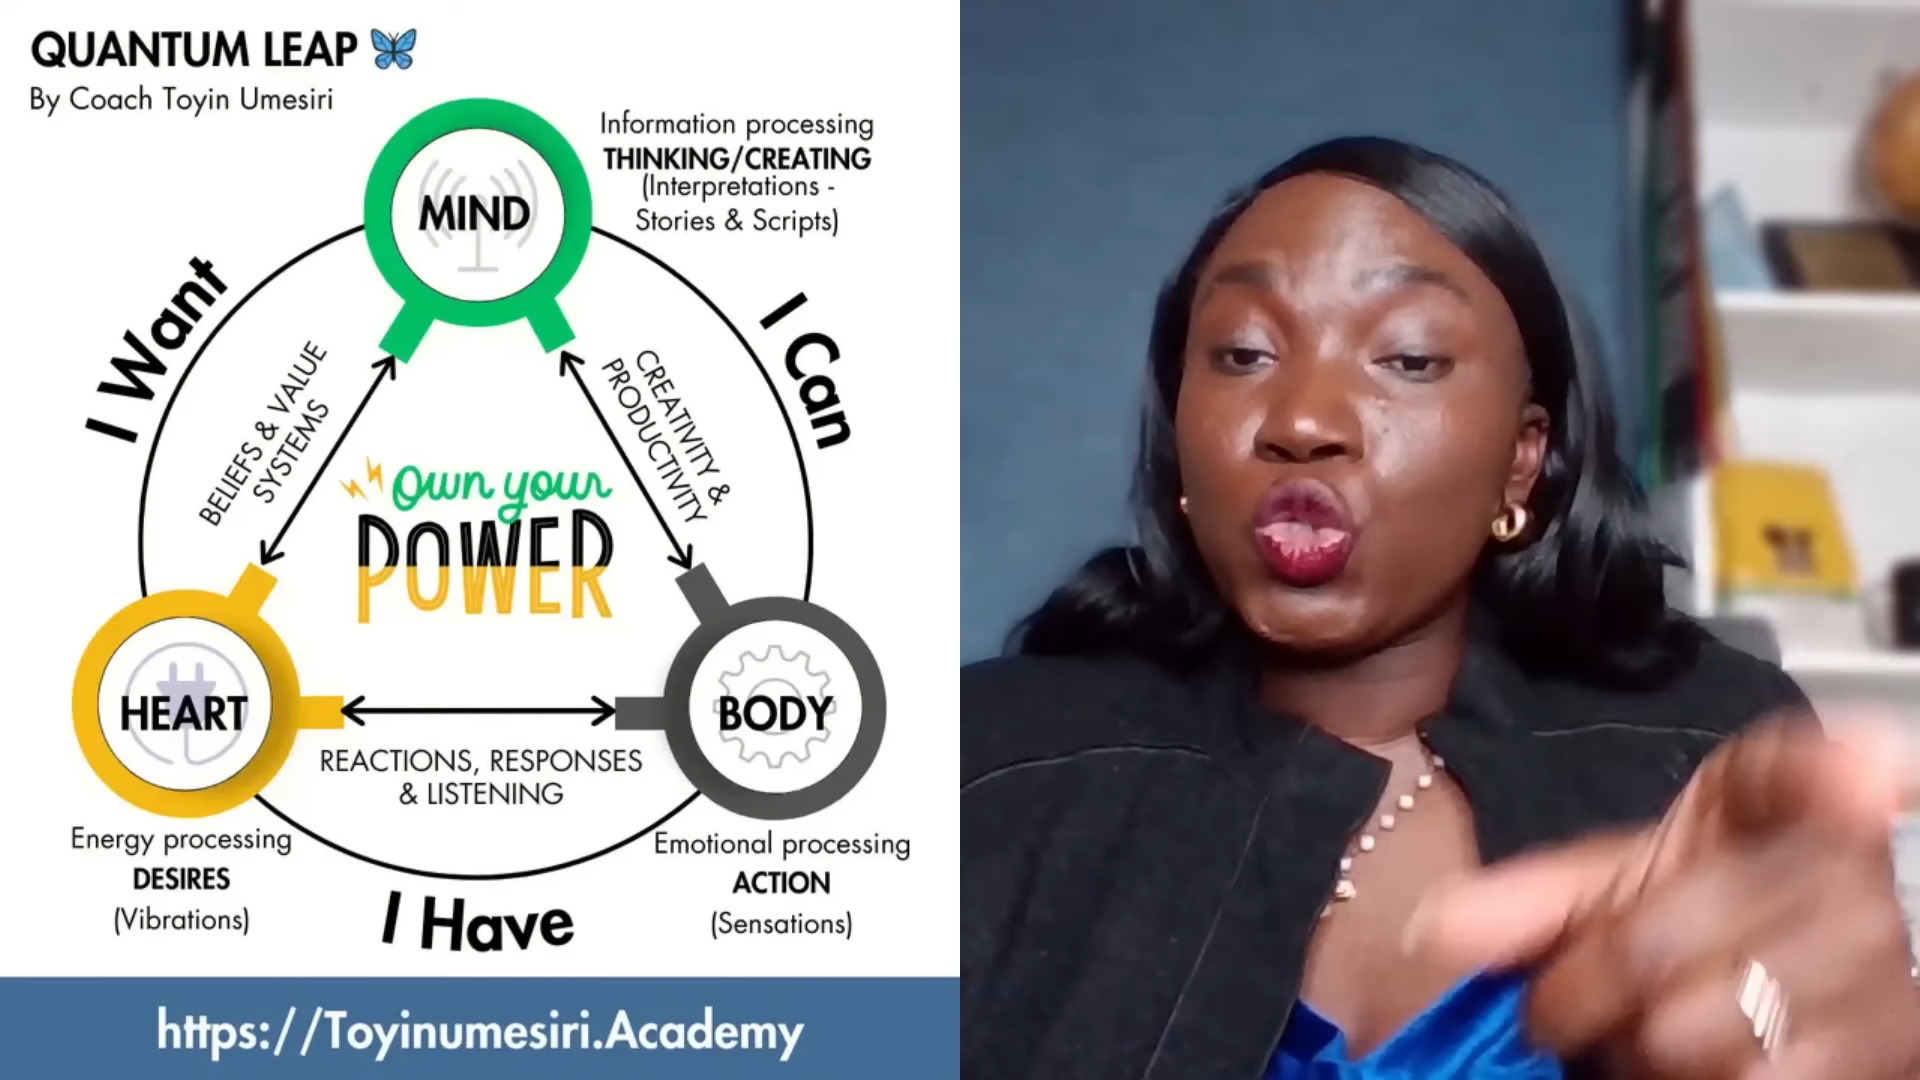 QUANTUM LEAP
By Coach Toyin Umesiri
MIND
Information processing
THINKING/CREATING
(Interpretations -
Stories & Scripts)
I Want
I Can
BELIEFS & VALUE
SYSTEMS
CREATIVITY &
PRODUCTIVITY
Own your
POWER
HEART
BODY
REACTIONS, RESPONSES
& LISTENING
Energy processing
DESIRES
(Vibrations)
Emotional processing
ACTION
(Sensations)
I Have
https://Toyinumesiri.Academy